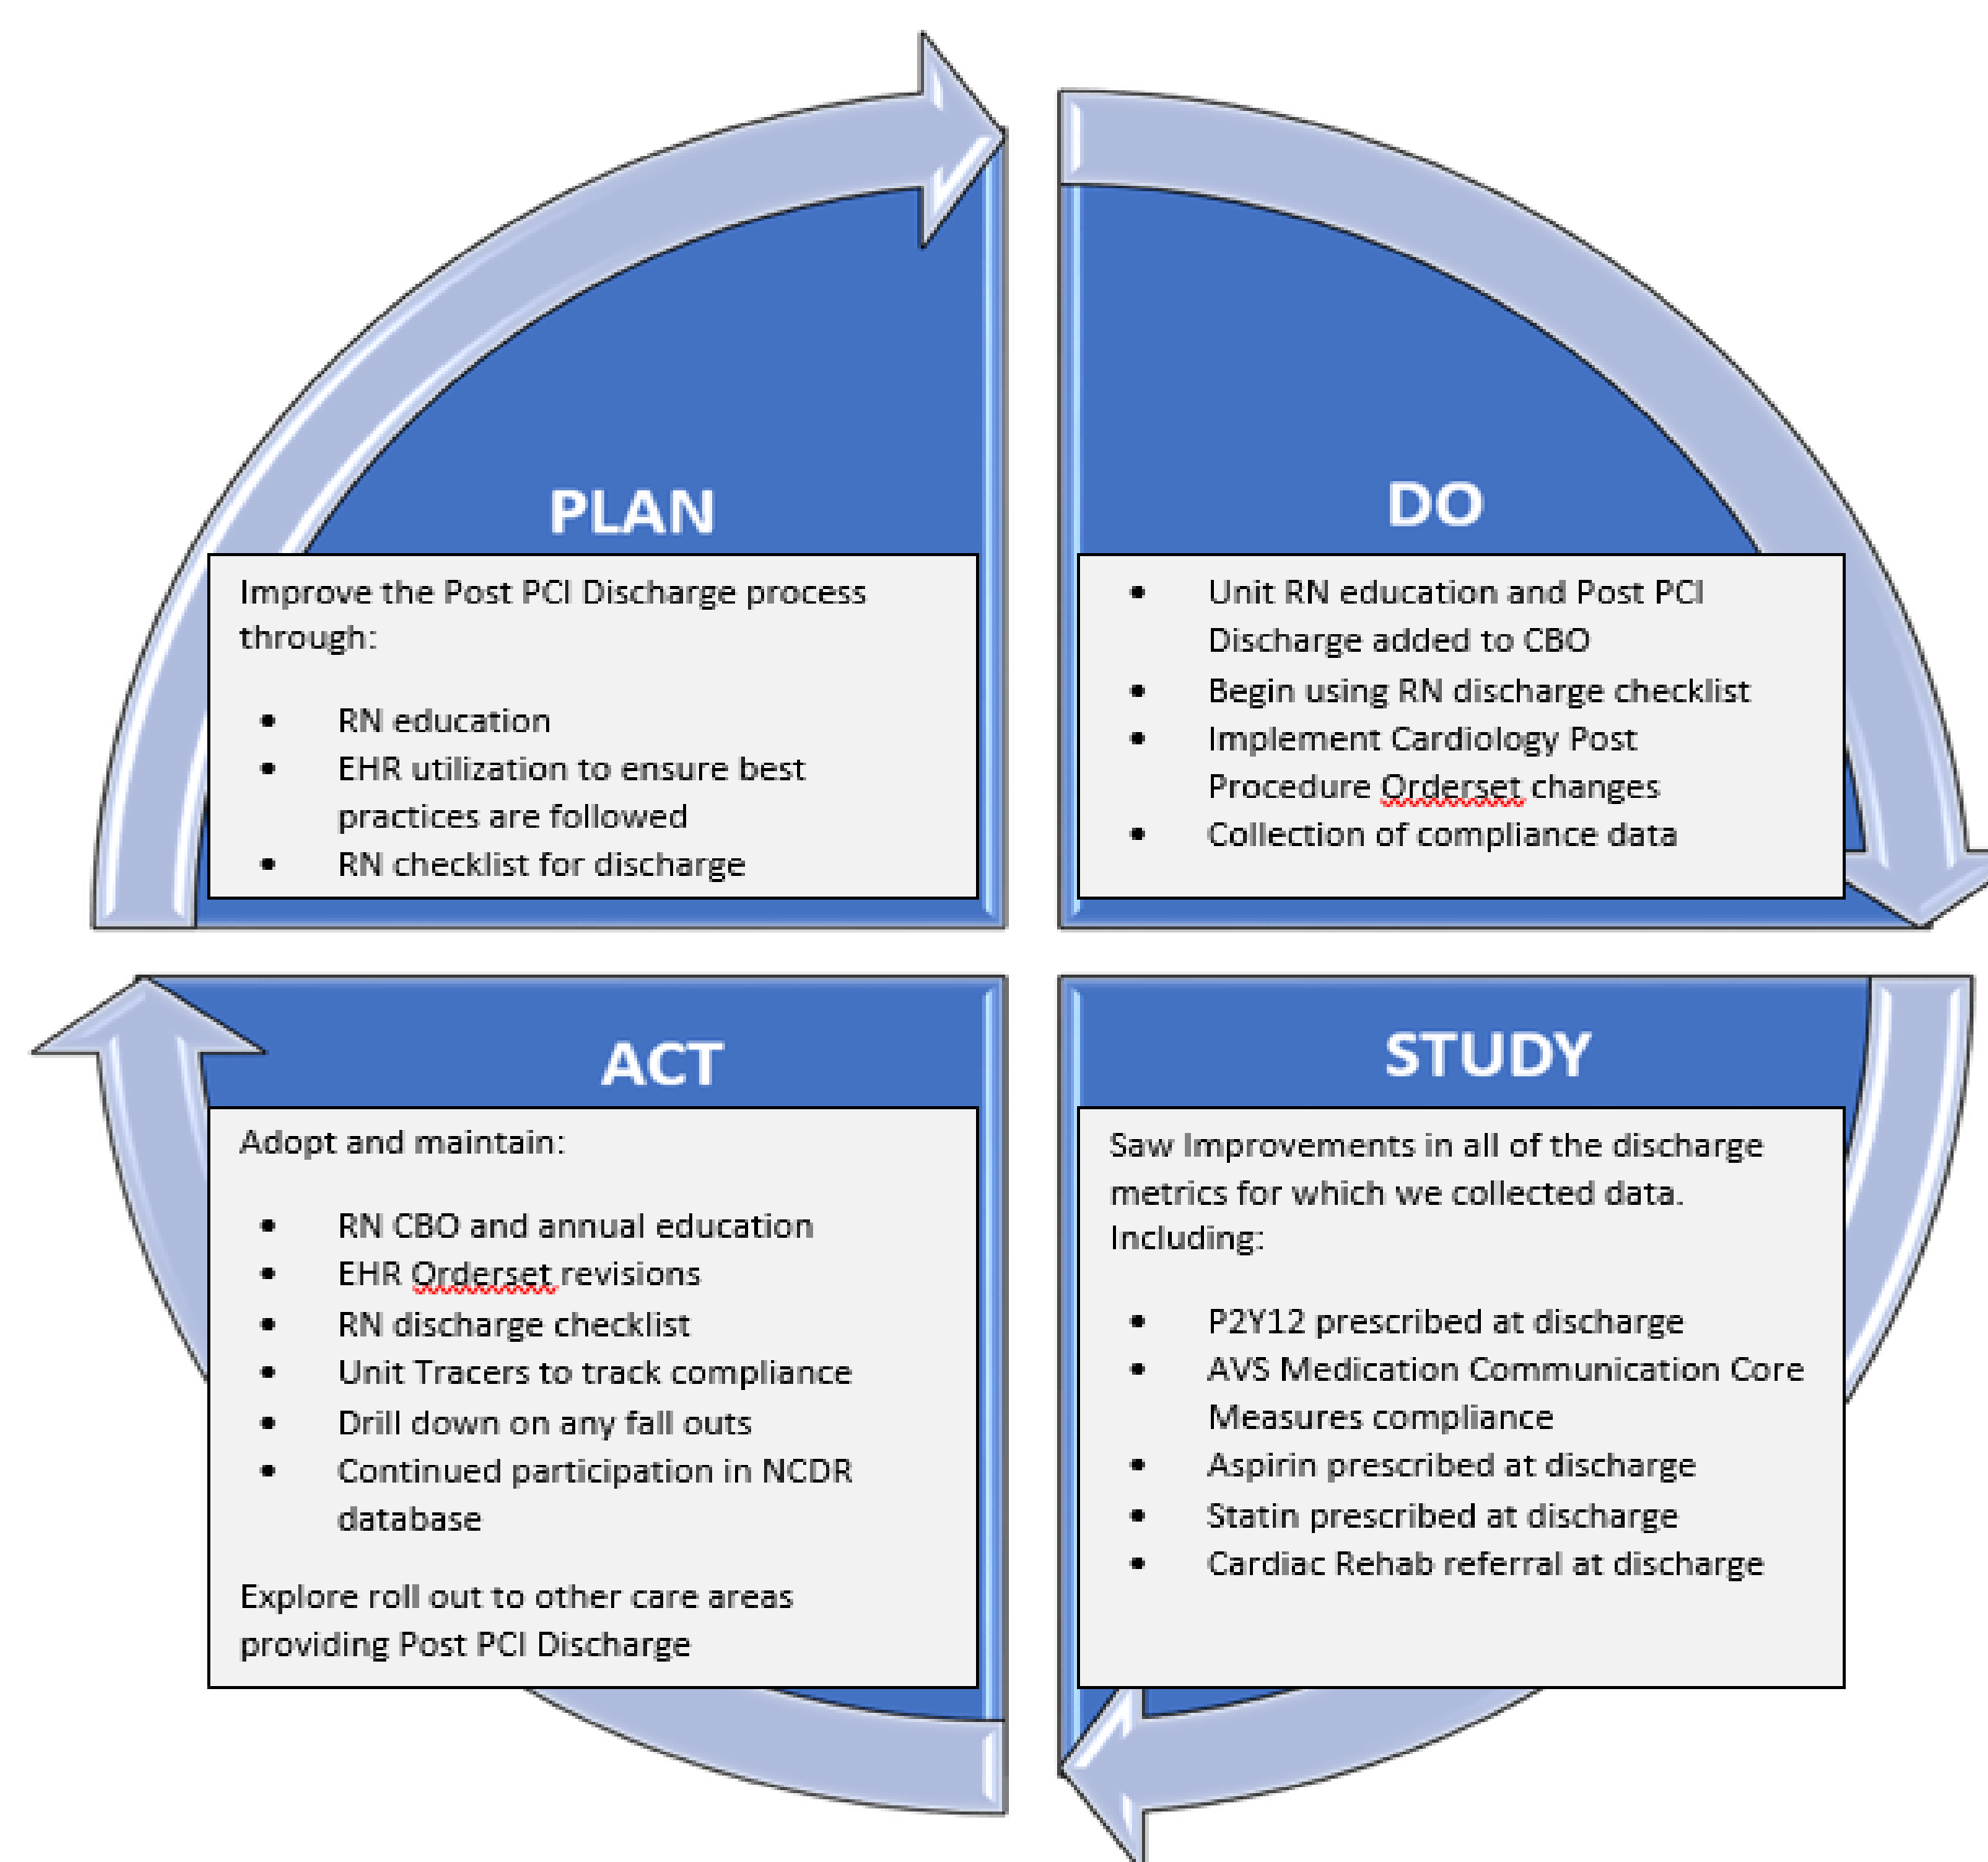 PLAN
Improve the Post PCI Discharge process
through:
• RN education
• EHR utilization to ensure best
practices are followed
• RN checklist for discharge
DO
• Unit RN education and Post PCI
Discharge added to CBO
• Begin using RN discharge checklist
• Implement Cardiology Post
Procedure Orderset changes
• Collection of compliance data
ACT
Adopt and maintain:
• RN CBO and annual education
• EHR Orderset revisions
• RN discharge checklist
• Unit Tracers to track compliance
• Drill down on any fall outs
• Continued participation in NCDR
database
Explore roll out to other care areas
providing Post PCI Discharge
STUDY
Saw Improvements in all of the discharge
metrics for which we collected data.
Including:
• P2Y12 prescribed at discharge
• AVS Medication Communication Core
Measures compliance
• Aspirin prescribed at discharge
• Statin prescribed at discharge
• Cardiac Rehab referral at discharge